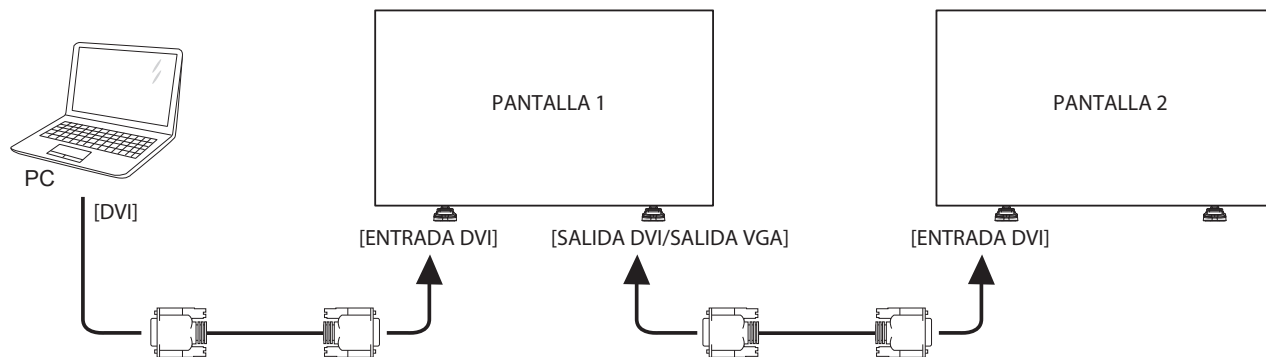 PANTALLA 1
PANTALLA 2
PC
[DVI]
[ENTRADA DVI]
[SALIDA DVI/SALIDA VGA]
[ENTRADA DVI]